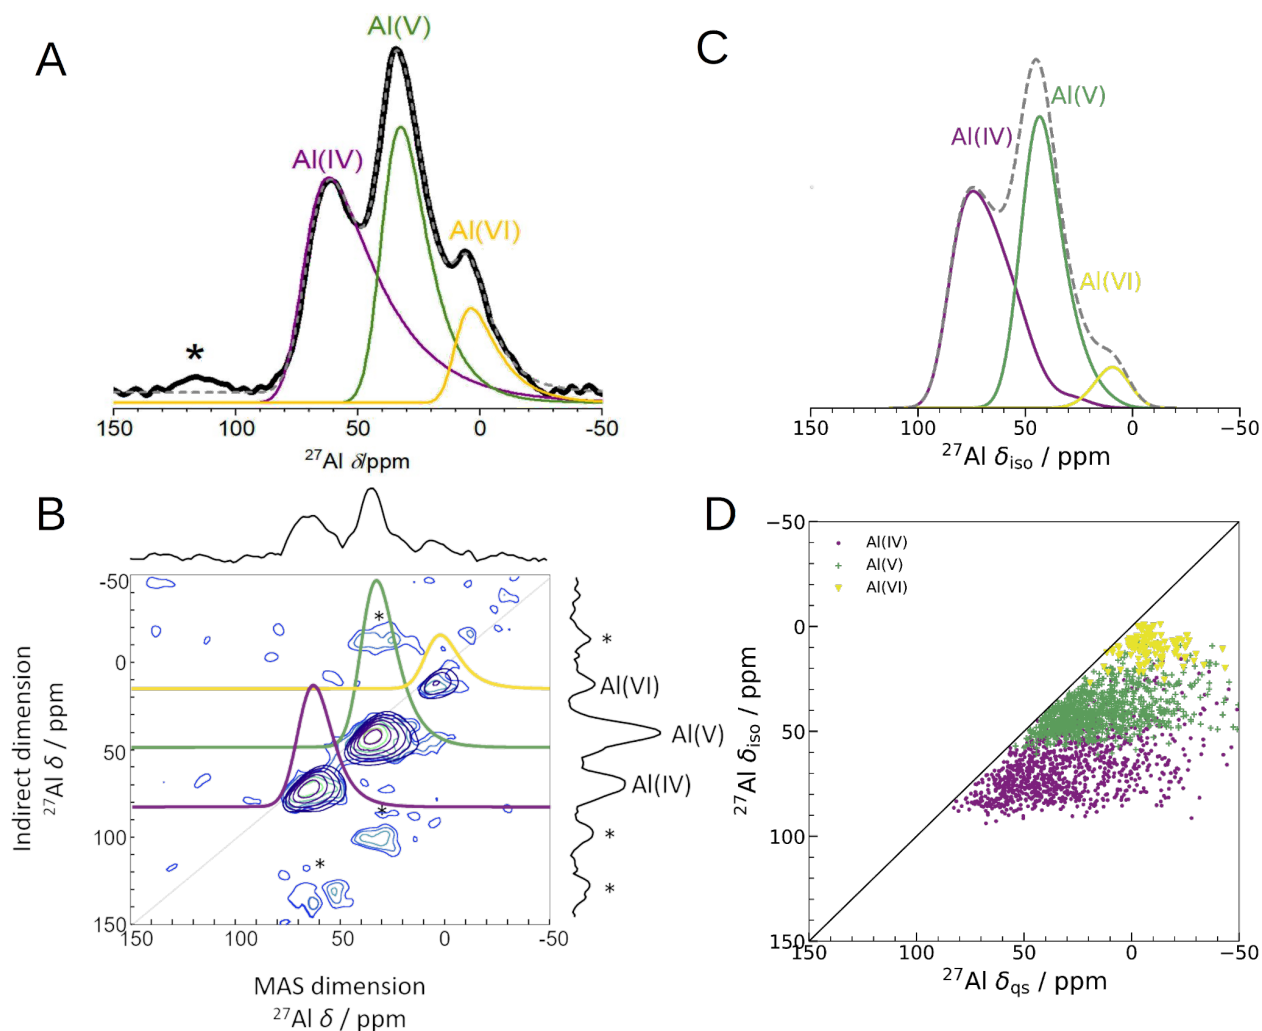 A
Al(V)
Al(IV)
Al(VI)
*
150
100
50
0
-50
²⁷Al δ/ppm
C
Al(V)
Al(IV)
Al(VI)
150
100
50
0
−50
²⁷Al δiso / ppm
B
-50
0
50
100
150
Indirect dimension
²⁷Al δ / ppm
*
*
*
*
Al(VI)
Al(V)
Al(IV)
*
*
150
100
50
0
-50
MAS dimension
²⁷Al δ / ppm
D
−50
0
50
100
150
²⁷Al δiso / ppm
Al(IV)
Al(V)
Al(VI)
150
100
50
0
−50
²⁷Al δqs / ppm